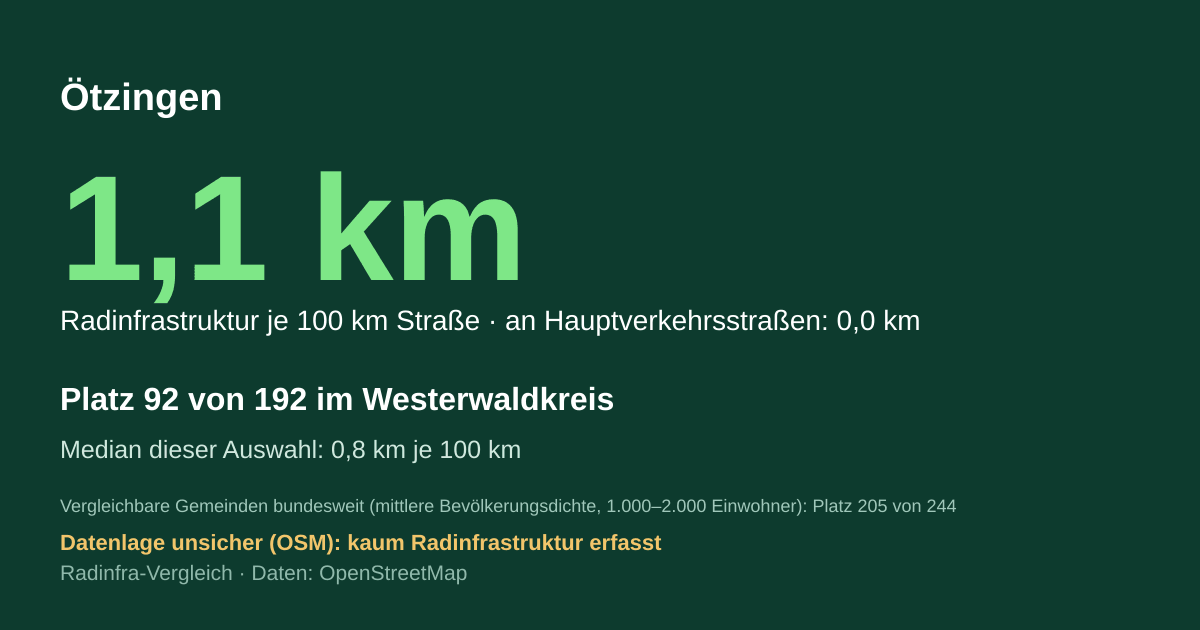 Ötzingen
1,1 km
Radinfrastruktur je 100 km Straße · an Hauptverkehrsstraßen: 0,0 km
Platz 92 von 192 im Westerwaldkreis
Median dieser Auswahl: 0,8 km je 100 km
Vergleichbare Gemeinden bundesweit (mittlere Bevölkerungsdichte, 1.000–2.000 Einwohner): Platz 205 von 244
Datenlage unsicher (OSM): kaum Radinfrastruktur erfasst
Radinfra-Vergleich · Daten: OpenStreetMap